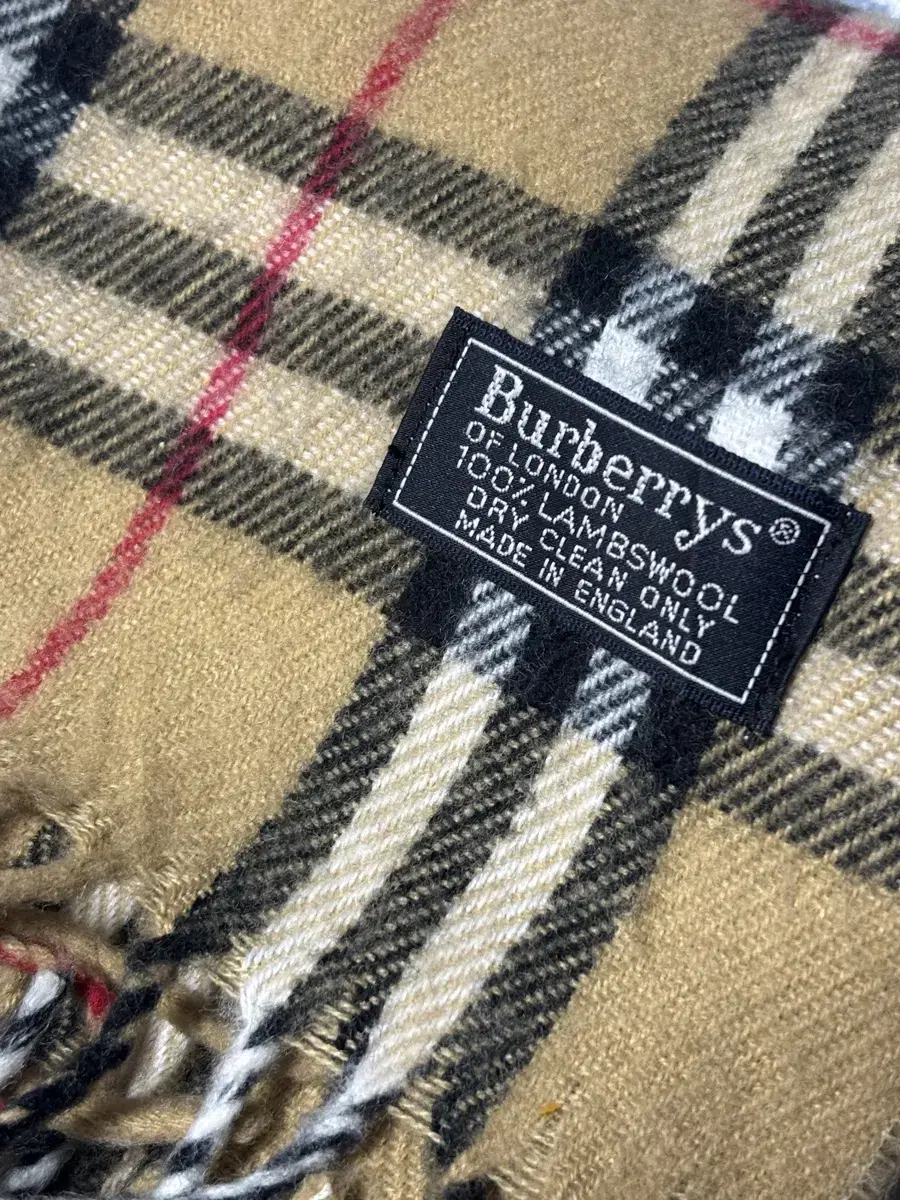 Burberrys®
OF LONDON
100% LAMBSWOOL
DRY CLEAN ONLY
MADE IN ENGLAND